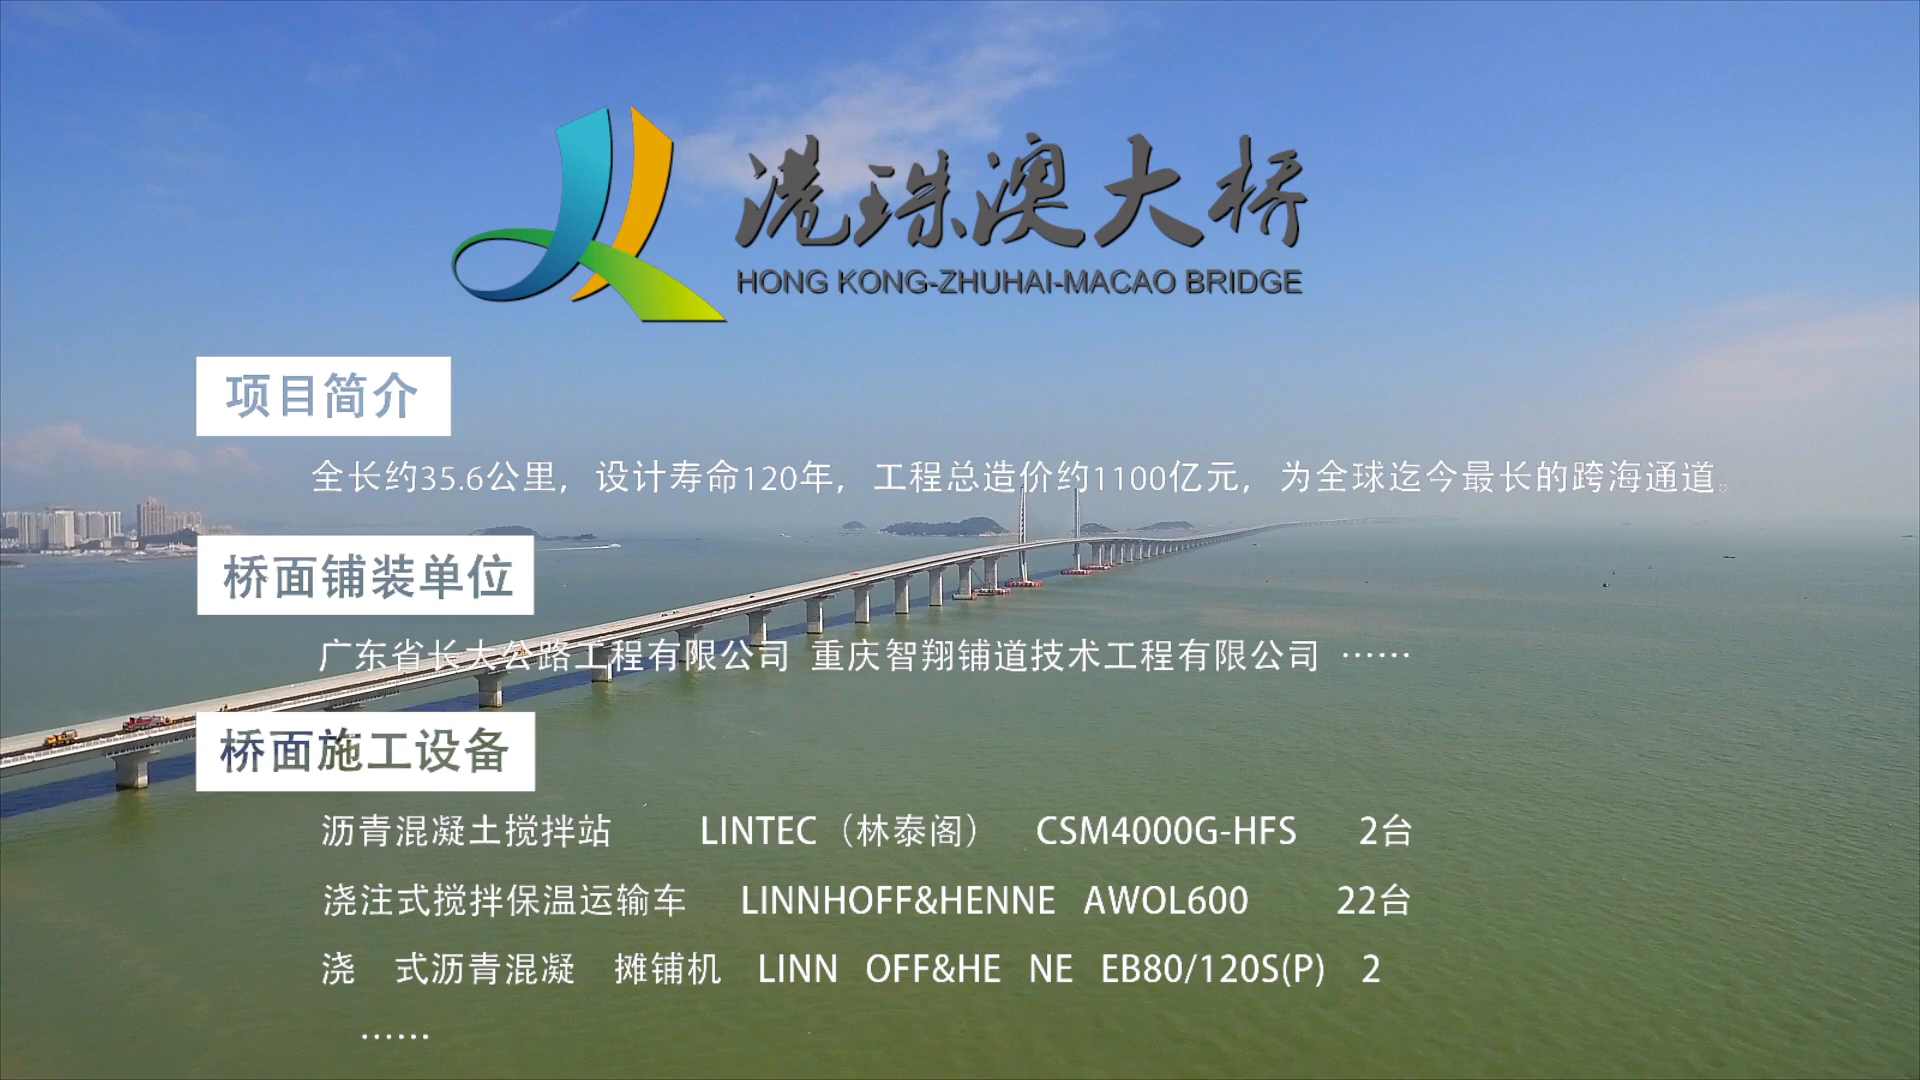 港珠澳大桥
HONG KONG-ZHUHAI-MACAO BRIDGE
项目简介
全长约35.6公里，设计寿命120年，工程总造价约1100亿元，为全球迄今最长的跨海通道。
桥面铺装单位
广东省长大公路工程有限公司 重庆智翔铺道技术工程有限公司 ……
桥面施工设备
沥青混凝土搅拌站 LINTEC（林泰阁） CSM4000G-HFS 2台
浇注式搅拌保温运输车 LINNHOFF&HENNE AWOL600 22台
浇 式沥青混凝 摊铺机 LINN OFF&HE NE EB80/120S(P) 2
……